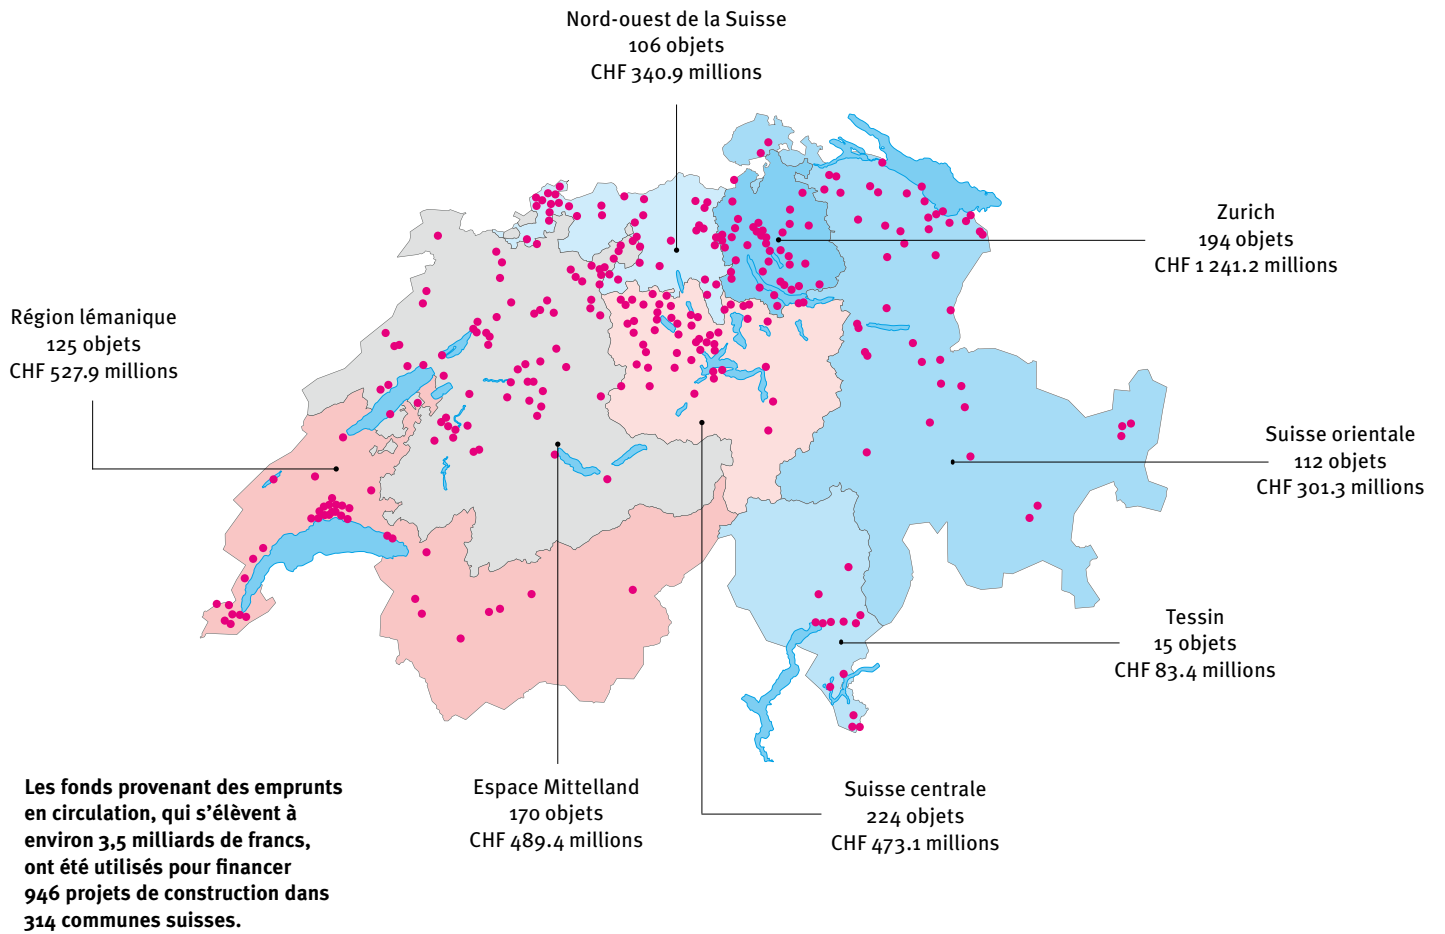 Nord-ouest de la Suisse
106 objets
CHF 340.9 millions
Zurich
194 objets
CHF 1 241.2 millions
Région lémanique
125 objets
CHF 527.9 millions
Suisse orientale
112 objets
CHF 301.3 millions
Tessin
15 objets
CHF 83.4 millions
Espace Mittelland
170 objets
CHF 489.4 millions
Suisse centrale
224 objets
CHF 473.1 millions
Les fonds provenant des emprunts
en circulation, qui s’élèvent à
environ 3,5 milliards de francs,
ont été utilisés pour financer
946 projets de construction dans
314 communes suisses.